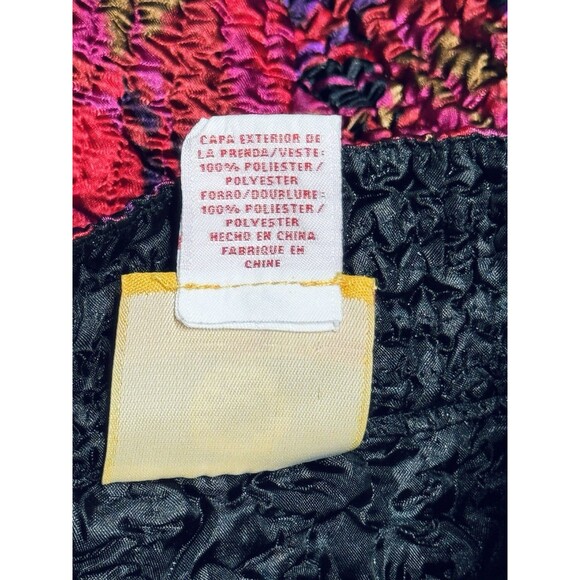 CAPA EXTERIOR DE
LA PRENDA/VESTE:
100% POLIESTER/
POLYESTER
FORRO/DOUBLURE:
100% POLIESTER/
POLYESTER
HECHO EN CHINA
FABRIQUE EN
CHINE